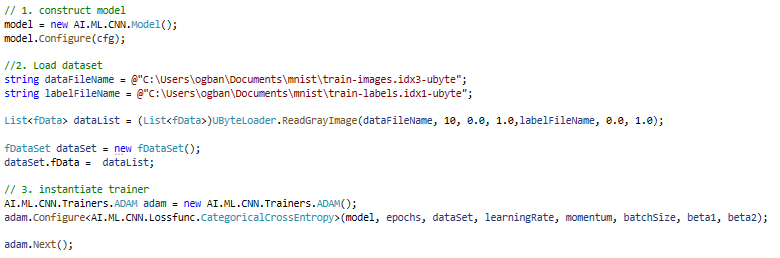 // 1. construct model
model = new AI.ML.CNN.Model();
model.Configure(cfg);
//2. Load dataset
string dataFileName = @"C:\Users\ogban\Documents\mnist\train-images.idx3-ubyte";
string labelFileName = @"C:\Users\ogban\Documents\mnist\train-labels.idx1-ubyte";
List<fData> dataList = (List<fData>)UByteLoader.ReadGrayImage(dataFileName, 10, 0.0, 1.0,labelFileName, 0.0, 1.0);
fDataSet dataSet = new fDataSet();
dataSet.fData =  dataList;
// 3. instantiate trainer
AI.ML.CNN.Trainers.ADAM adam = new AI.ML.CNN.Trainers.ADAM();
adam.Configure<AI.ML.CNN.Lossfunc.CategoricalCrossEntropy>(model, epochs, dataSet, learningRate, momentum, batchSize, beta1, beta2);
adam.Next();